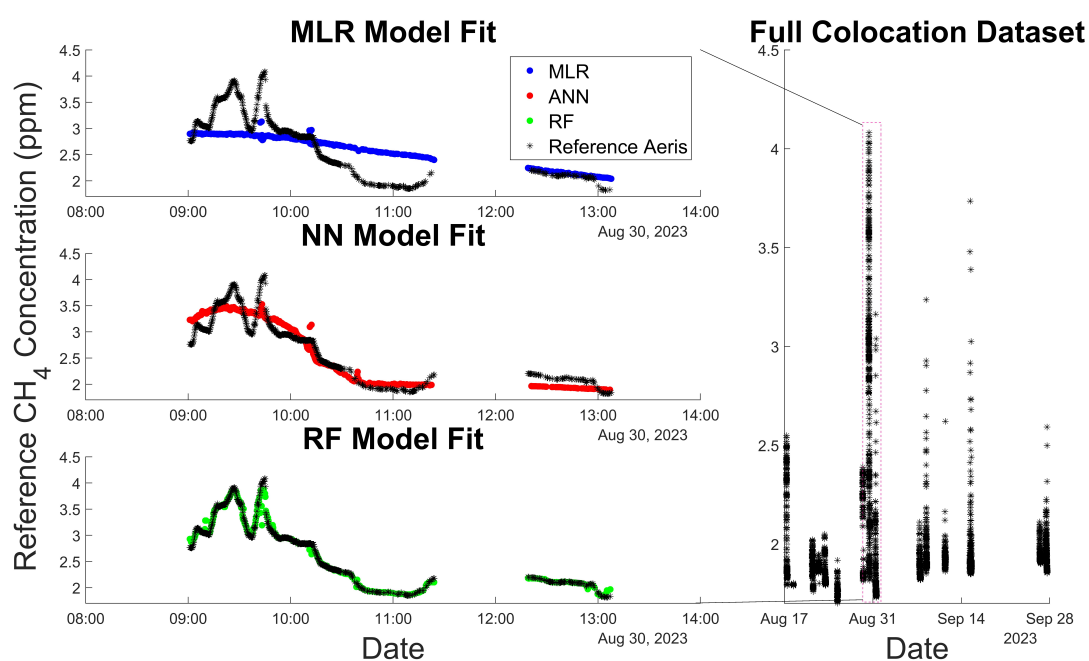 MLR Model Fit
4.5
4
3.5
3
2.5
2
08:00 09:00 10:00 11:00 12:00 13:00 14:00
Aug 30, 2023
MLR
ANN
RF
Reference Aeris
NN Model Fit
4.5
4
3.5
3
2.5
2
08:00 09:00 10:00 11:00 12:00 13:00 14:00
Aug 30, 2023
RF Model Fit
4.5
4
3.5
3
2.5
2
08:00 09:00 10:00 11:00 12:00 13:00 14:00
Aug 30, 2023
Date
Reference CH4 Concentration (ppm)
Full Colocation Dataset
4.5
4
3.5
3
2.5
2
Aug 17 Aug 31 Sep 14 Sep 28
2023
Date